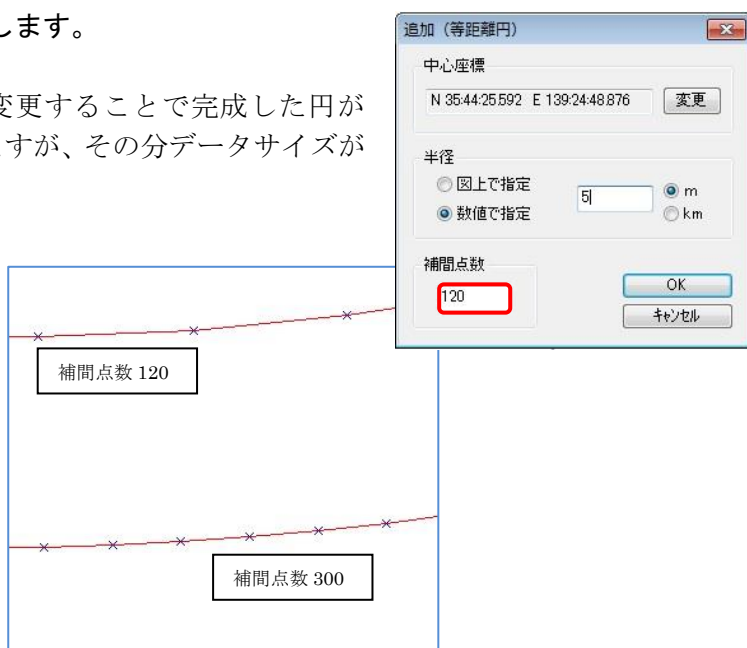 します。
変更することで完成した円が
すが、その分データサイズが
追加（等距離円）
中心座標
N 35:44:25.592 E 139:24:48.876 変更
半径
図上で指定
数値で指定
5
m
km
補間点数
120
OK
キャンセル
補間点数 120
補間点数 300